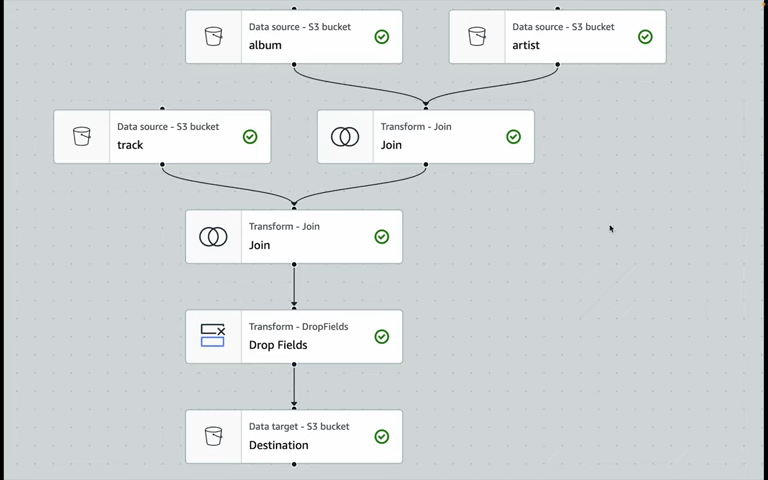 Data source - S3 bucket
album
Data source - S3 bucket
artist
Data source - S3 bucket
track
Transform - Join
Join
Transform - Join
Join
Transform - DropFields
Drop Fields
Data target - S3 bucket
Destination